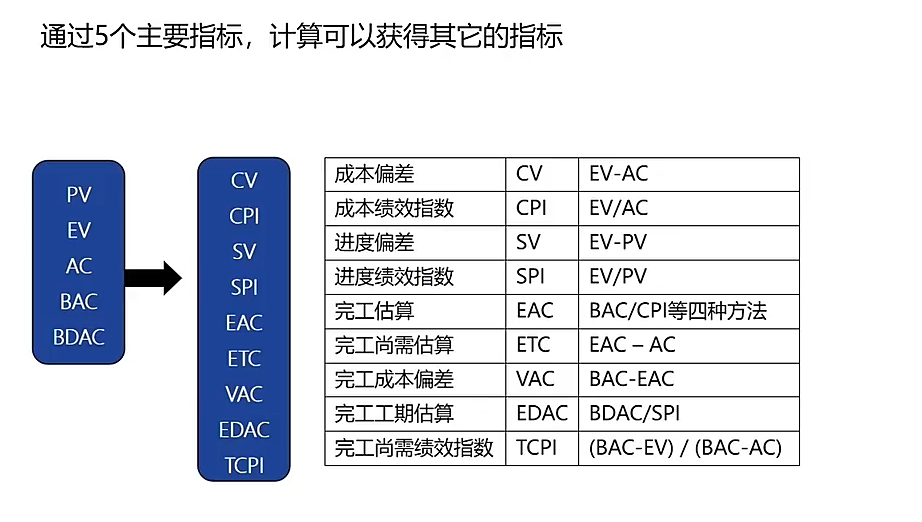 通过5个主要指标，计算可以获得其它的指标
PV
EV
AC
BAC
BDAC
CV
CPI
SV
SPI
EAC
ETC
VAC
EDAC
TCPI
成本偏差 CV EV-AC
成本绩效指数 CPI EV/AC
进度偏差 SV EV-PV
进度绩效指数 SPI EV/PV
完工估算 EAC BAC/CPI等四种方法
完工尚需估算 ETC EAC – AC
完工成本偏差 VAC BAC-EAC
完工工期估算 EDAC BDAC/SPI
完工尚需绩效指数 TCPI (BAC-EV) / (BAC-AC)